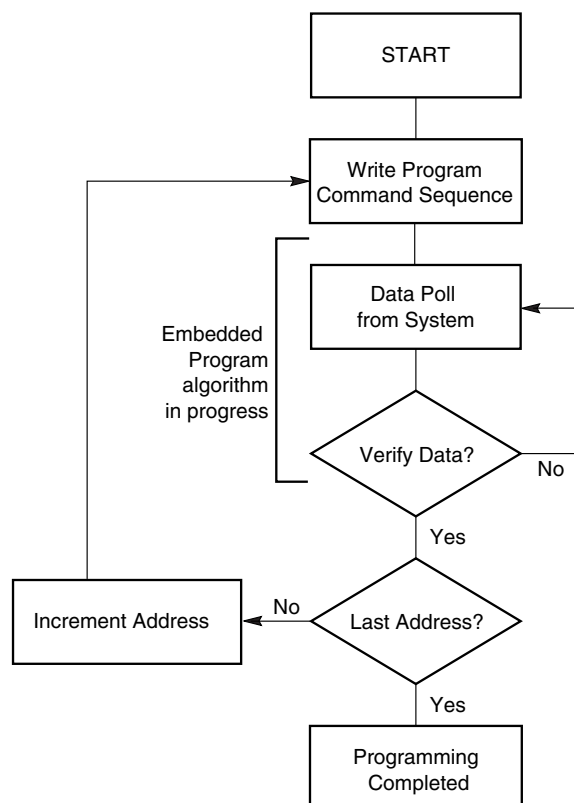 START
Write Program
Command Sequence
Data Poll
from System
Embedded
Program
algorithm
in progress
Verify Data?
No
Yes
Last Address?
No
Increment Address
Yes
Programming
Completed